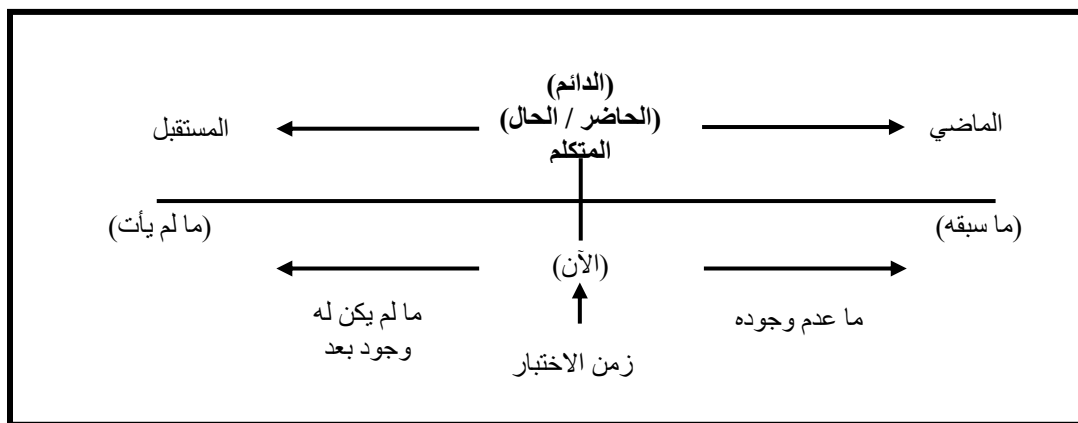 (الدائم)
الماضي (الحاضر / الحال) المستقبل
المتكلم
(ما سبقه) (ما لم يأت)
(الآن)
ما عدم وجوده ما لم يكن له
وجود بعد
زمن الاختبار